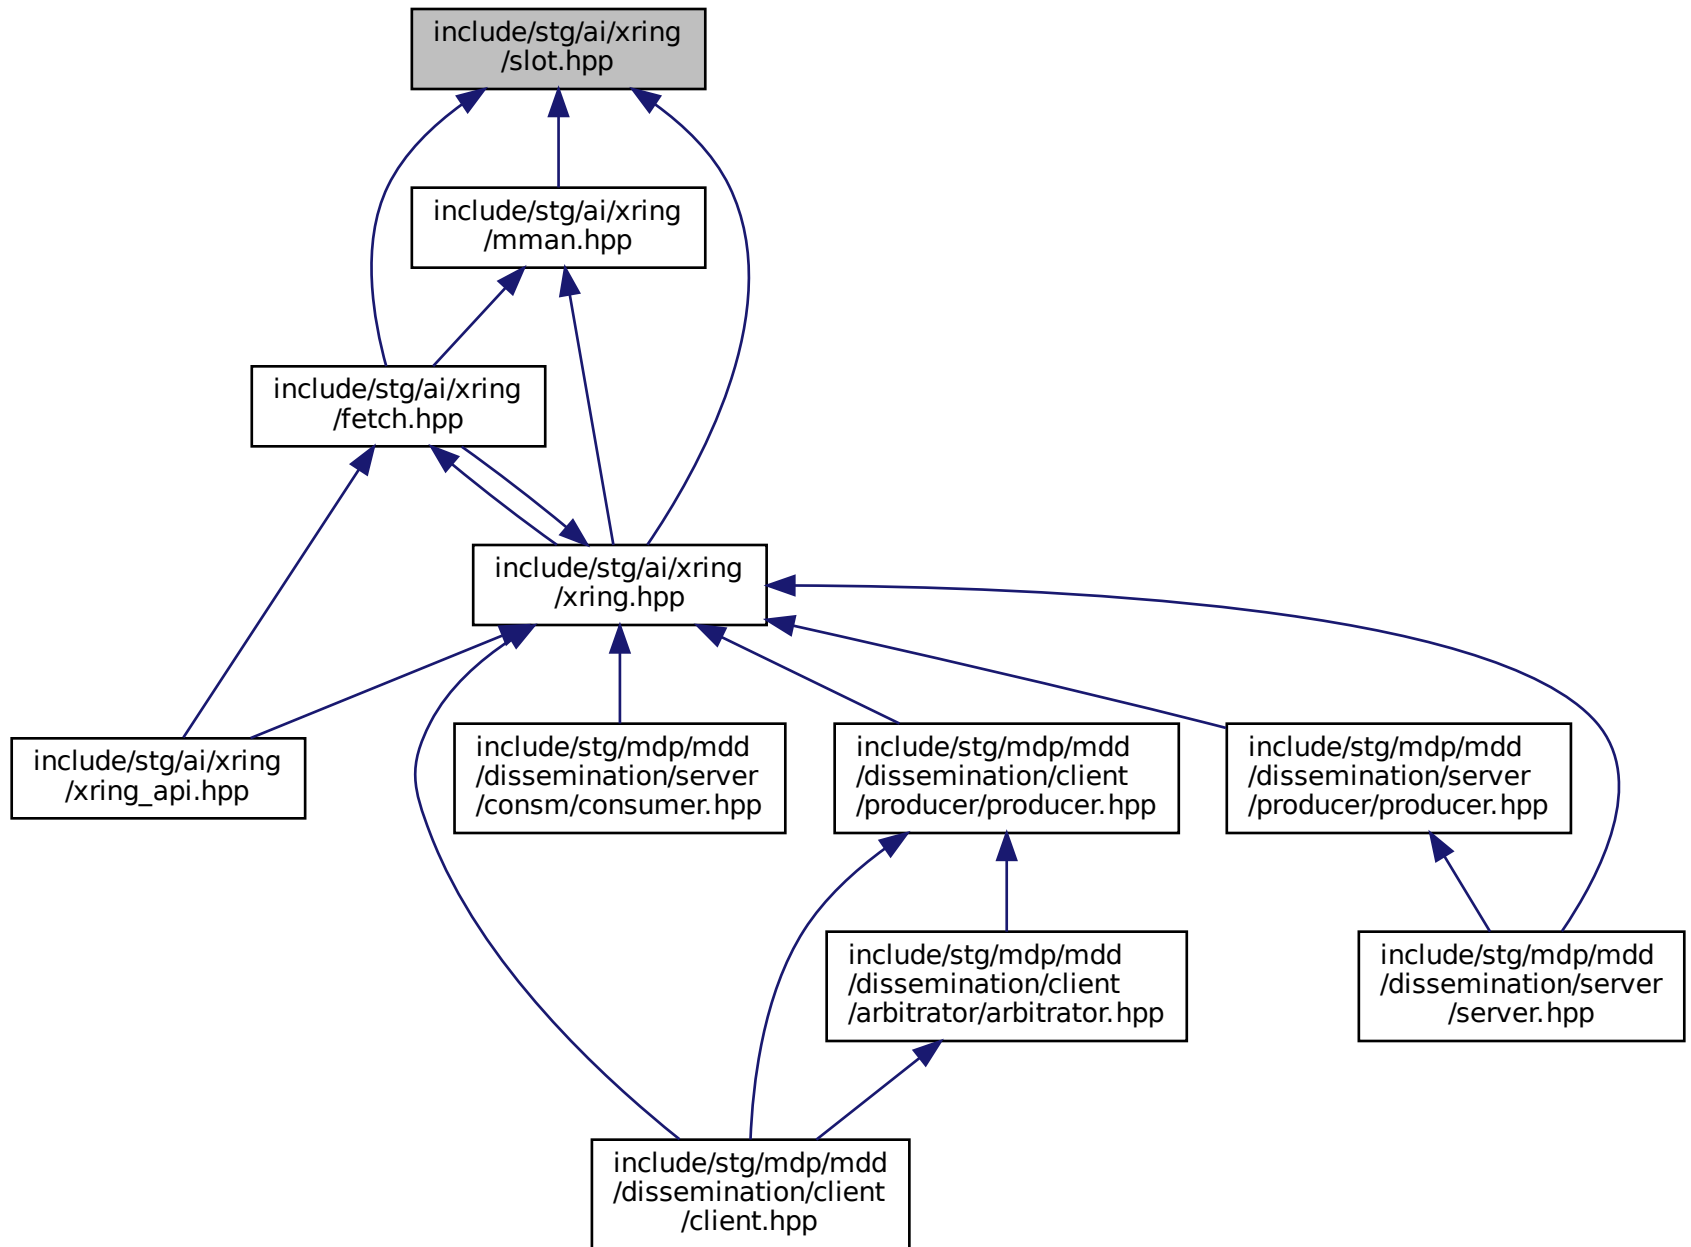 include/stg/ai/xring
/slot.hpp
include/stg/ai/xring
/mman.hpp
include/stg/ai/xring
/fetch.hpp
include/stg/ai/xring
/xring.hpp
include/stg/ai/xring
/xring_api.hpp
include/stg/mdp/mdd
/dissemination/server
/consm/consumer.hpp
include/stg/mdp/mdd
/dissemination/client
/producer/producer.hpp
include/stg/mdp/mdd
/dissemination/server
/producer/producer.hpp
include/stg/mdp/mdd
/dissemination/client
/arbitrator/arbitrator.hpp
include/stg/mdp/mdd
/dissemination/server
/server.hpp
include/stg/mdp/mdd
/dissemination/client
/client.hpp